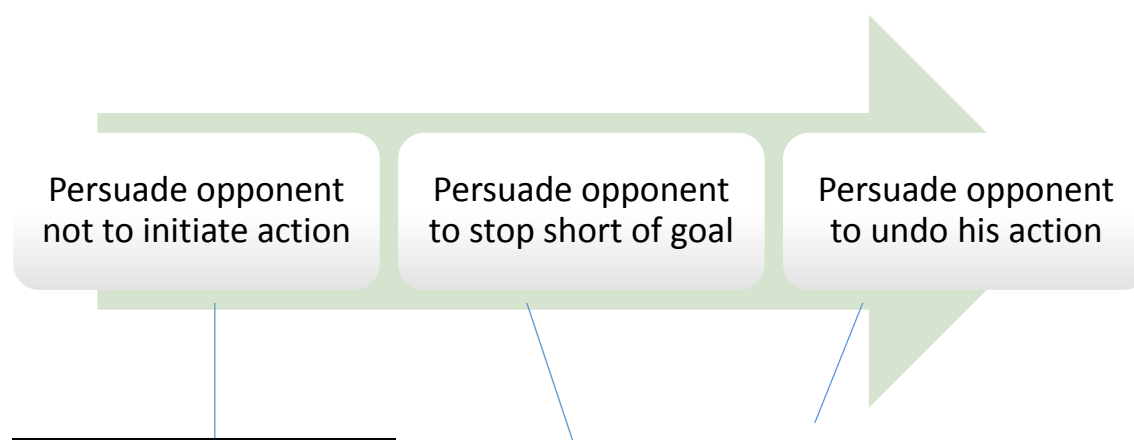 Persuade opponent
not to initiate action
Persuade opponent
to stop short of goal
Persuade opponent
to undo his action